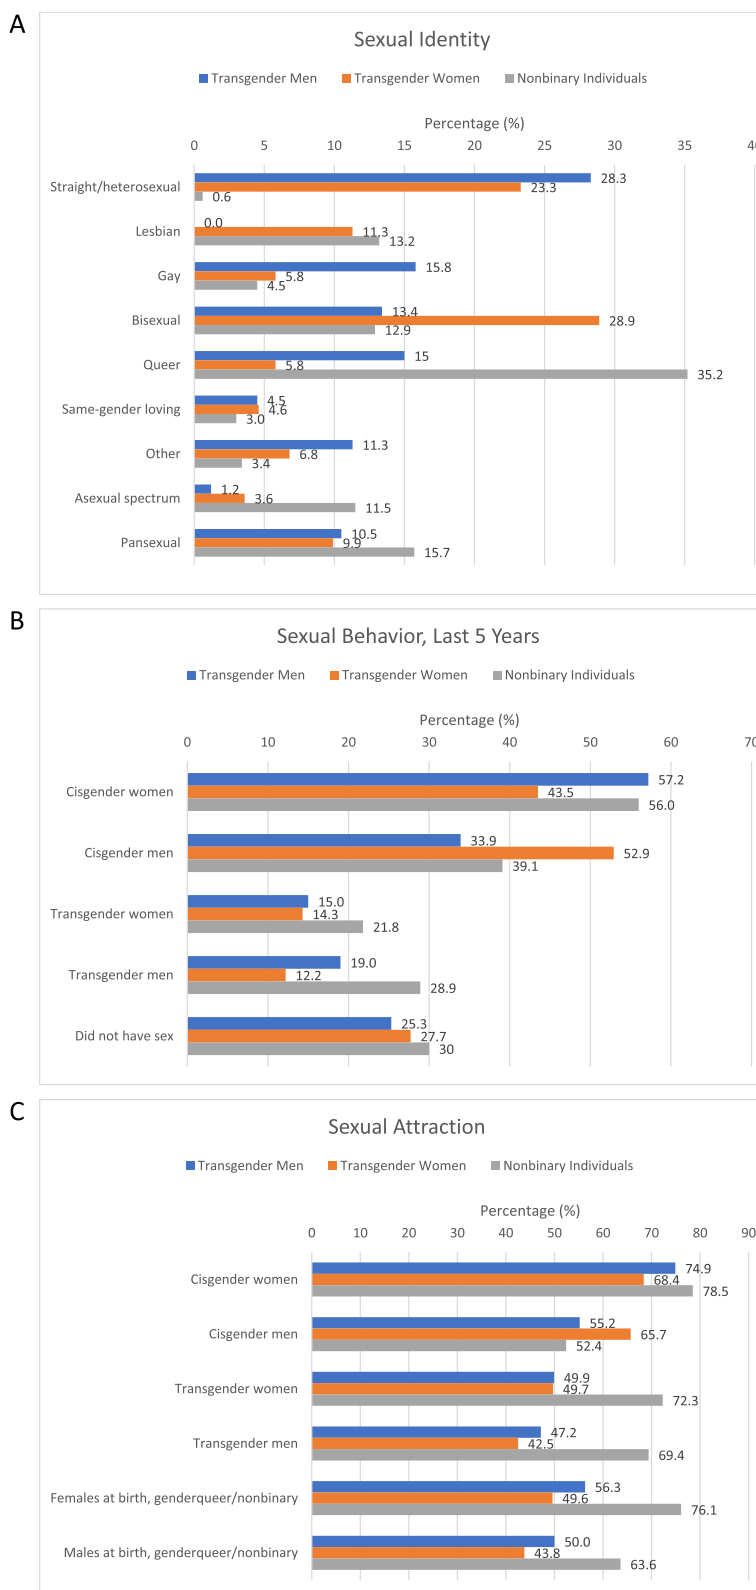 A
Sexual Identity
Transgender Men Transgender Women Nonbinary Individuals
Percentage (%)
0 5 10 15 20 25 30 35 40
Straight/heterosexual 28.3
23.3
0.6
Lesbian 0.0
11.3
13.2
Gay 15.8
5.8
4.5
Bisexual 13.4
28.9
12.9
Queer 15
5.8
35.2
Same-gender loving 4.5
4.6
3.0
Other 11.3
6.8
3.4
Asexual spectrum 1.2
3.6
11.5
Pansexual 10.5
9.9
15.7
B
Sexual Behavior, Last 5 Years
Transgender Men Transgender Women Nonbinary Individuals
Percentage (%)
0 10 20 30 40 50 60 70
Cisgender women 57.2
43.5
56.0
Cisgender men 33.9
52.9
39.1
Transgender women 15.0
14.3
21.8
Transgender men 19.0
12.2
28.9
Did not have sex 25.3
27.7
30
C
Sexual Attraction
Transgender Men Transgender Women Nonbinary Individuals
Percentage (%)
0 10 20 30 40 50 60 70 80 90
Cisgender women 74.9
68.4
78.5
Cisgender men 55.2
65.7
52.4
Transgender women 49.9
49.7
72.3
Transgender men 47.2
42.5
69.4
Females at birth, genderqueer/nonbinary 56.3
49.6
76.1
Males at birth, genderqueer/nonbinary 50.0
43.8
63.6